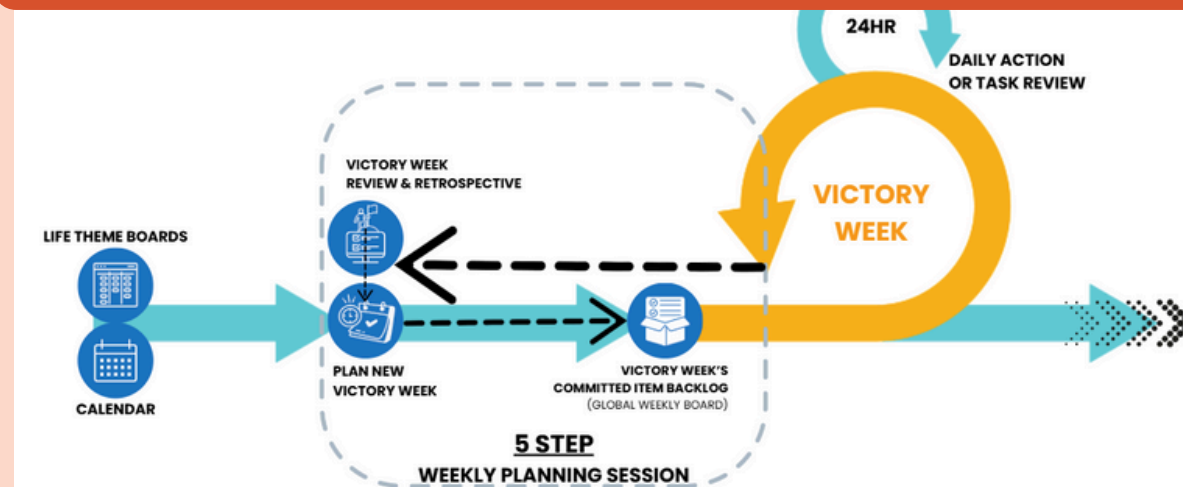 24HR
DAILY ACTION
OR TASK REVIEW
VICTORY WEEK
REVIEW & RETROSPECTIVE
VICTORY
WEEK
LIFE THEME BOARDS
CALENDAR
PLAN NEW
VICTORY WEEK
VICTORY WEEK'S
COMMITTED ITEM BACKLOG
(GLOBAL WEEKLY BOARD)
5 STEP
WEEKLY PLANNING SESSION